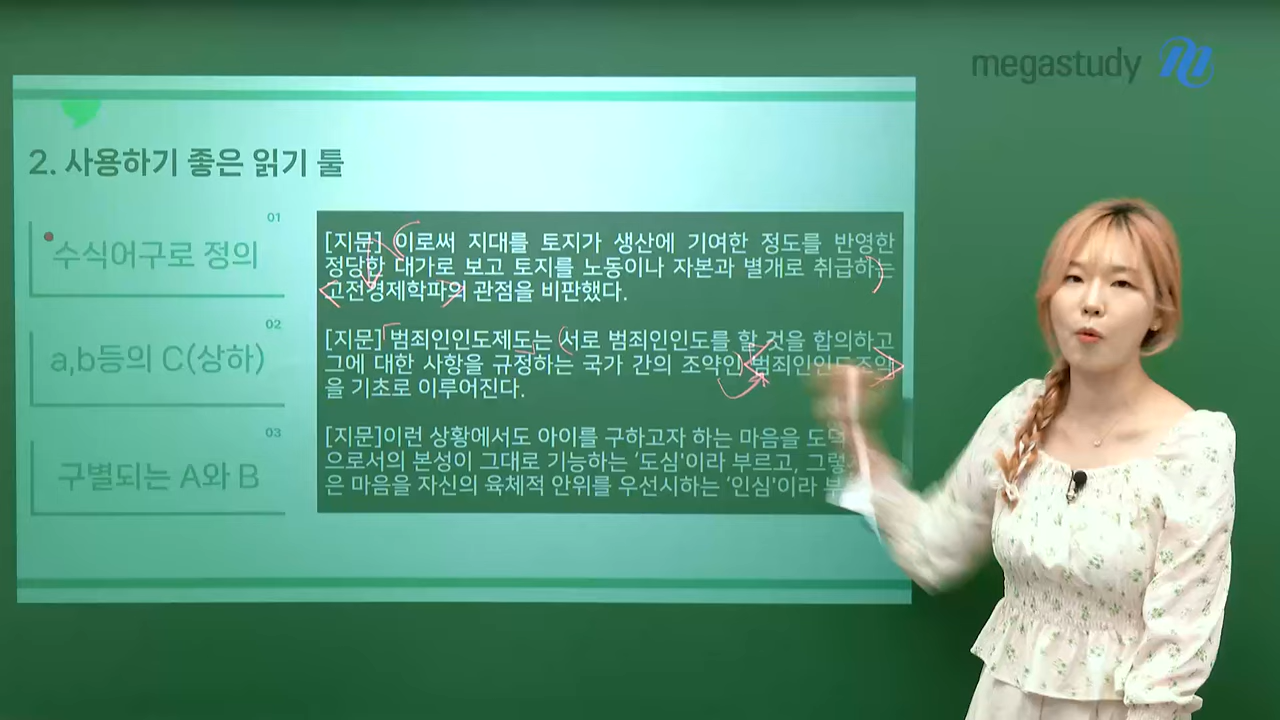 megastudy
2. 사용하기 좋은 읽기 툴
01
수식어구로 정의
02
a,b등의 C(상하)
03
구별되는 A와 B
[지문] 이로써 지대를 토지가 생산에 기여한 정도를 반영한
정당한 대가로 보고 토지를 노동이나 자본과 별개로 취급하는
고전경제학파의 관점을 비판했다.
[지문] 범죄인인도제도는 서로 범죄인인도를 할 것을 합의하고
그에 대한 사항을 규정하는 국가 간의 조약인 범죄인인도조약
을 기초로 이루어진다.
[지문]이런 상황에서도 아이를 구하고자 하는 마음을 도덕
으로서의 본성이 그대로 기능하는 '도심'이라 부르고, 그렇
은 마음을 자신의 육체적 안위를 우선시하는 '인심'이라